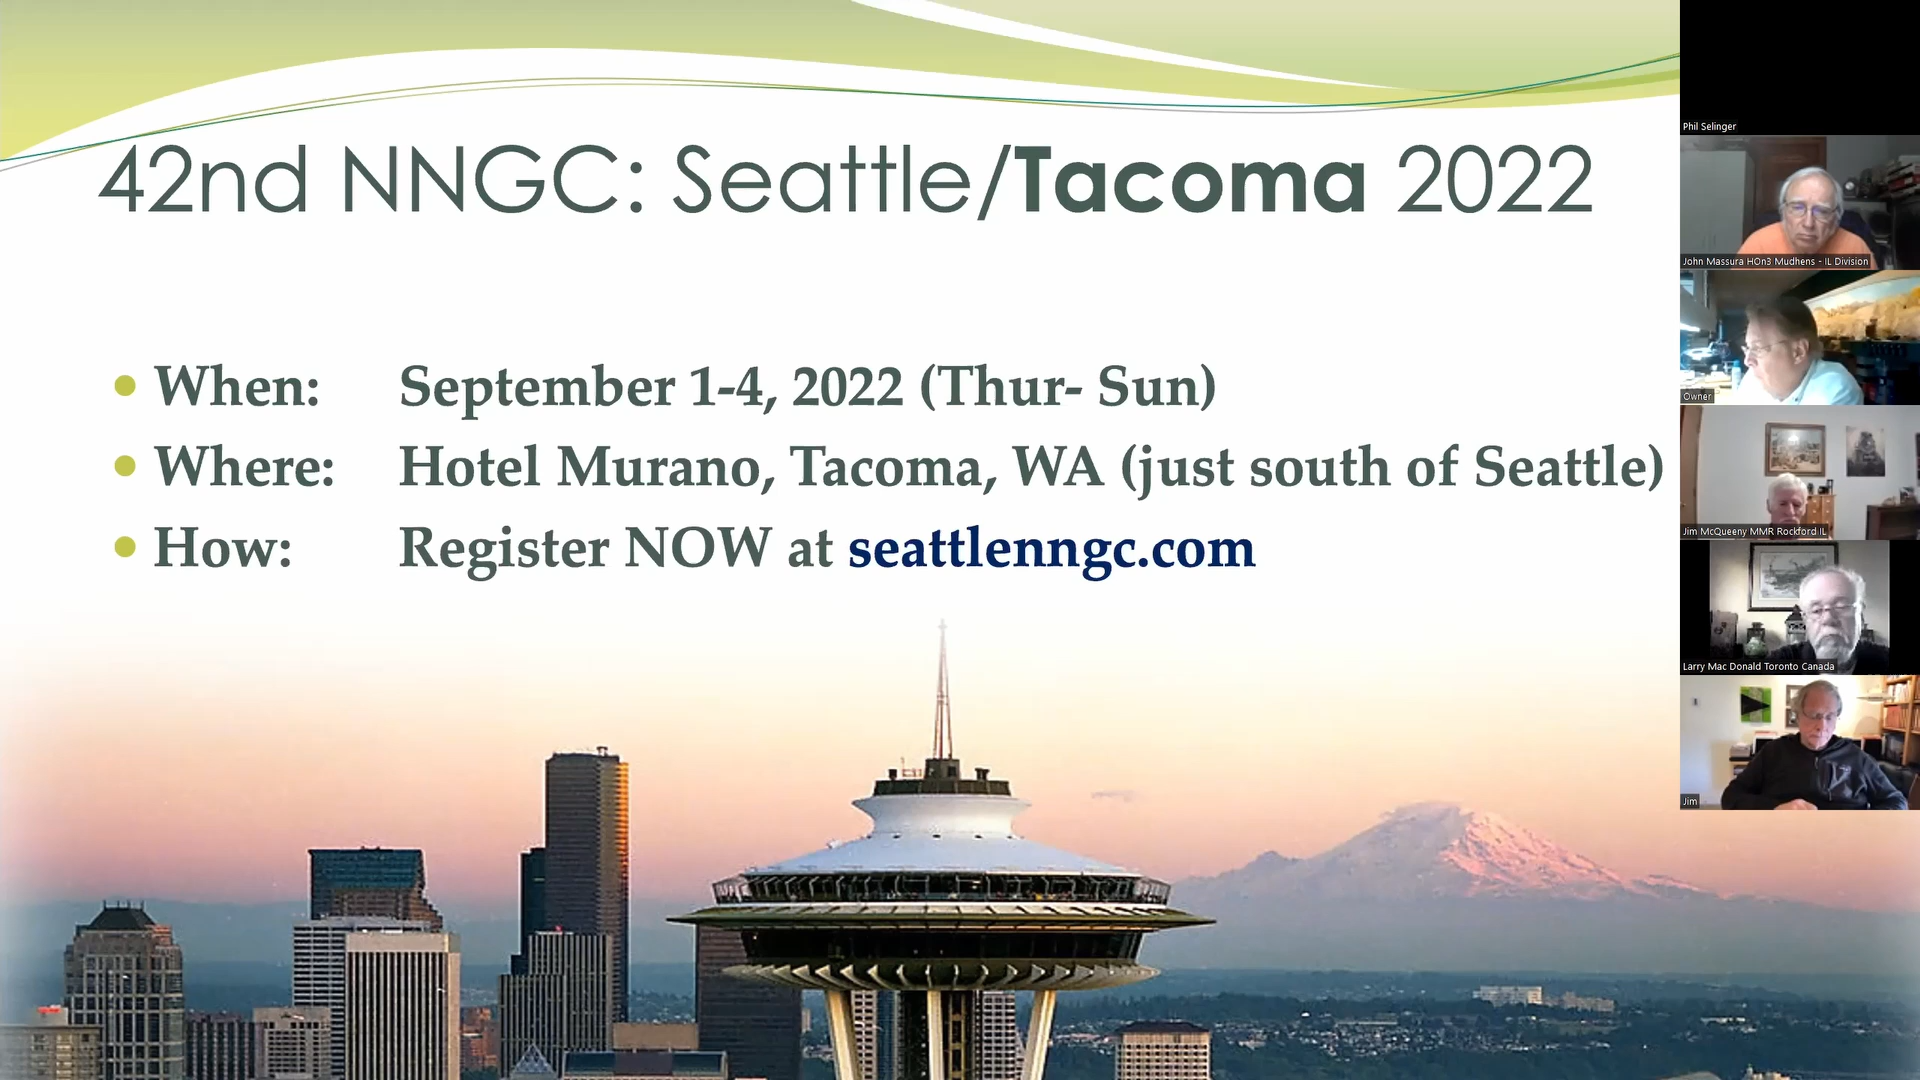 42nd NNGC: Seattle/Tacoma 2022
• When: September 1-4, 2022 (Thur- Sun)
• Where: Hotel Murano, Tacoma, WA (just south of Seattle)
• How: Register NOW at seattlenngc.com
Phil Selinger
John Massura HOn3 Mudhens - IL Division
Owner
Jim McQueeny MMR Rockford IL
Larry Mac Donald Toronto Canada
Jim